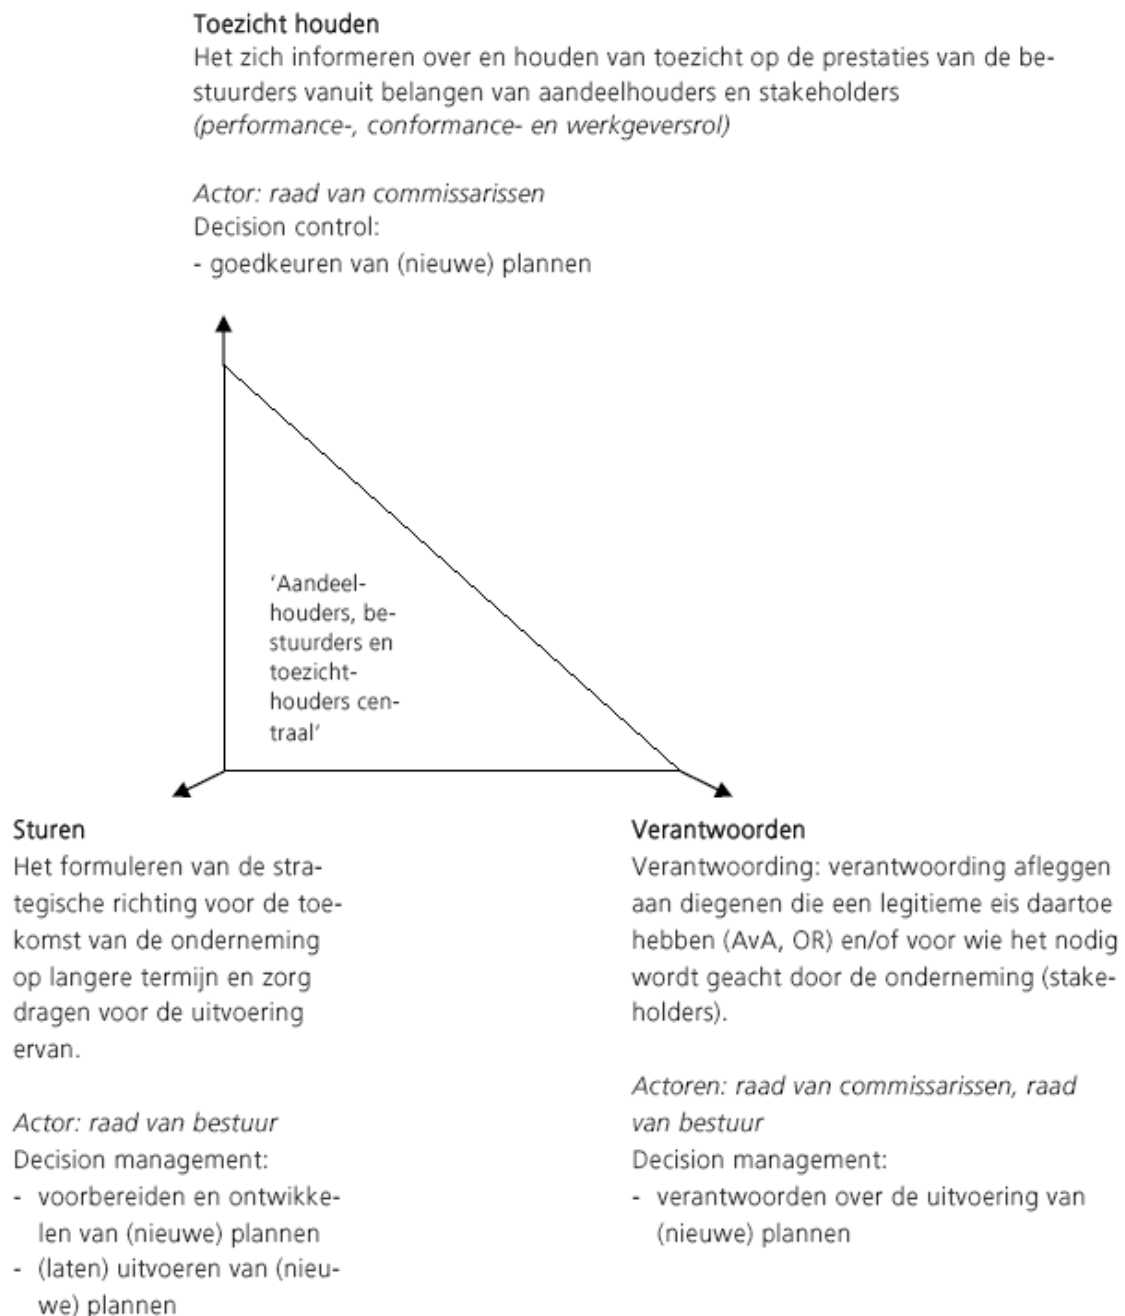 Toezicht houden
Het zich informeren over en houden van toezicht op de prestaties van de be-
stuurders vanuit belangen van aandeelhouders en stakeholders
(performance-, conformance- en werkgeversrol)
Actor: raad van commissarissen
Decision control:
- goedkeuren van (nieuwe) plannen
‘Aandeel-
houders, be-
stuurders en
toezicht-
houders cen-
traal’
Sturen
Het formuleren van de stra-
tegische richting voor de toe-
komst van de onderneming
op langere termijn en zorg
dragen voor de uitvoering
ervan.
Actor: raad van bestuur
Decision management:
- voorbereiden en ontwikke-
len van (nieuwe) plannen
- (laten) uitvoeren van (nieu-
we) plannen
Verantwoorden
Verantwoording: verantwoording afleggen
aan diegenen die een legitieme eis daartoe
hebben (AvA, OR) en/of voor wie het nodig
wordt geacht door de onderneming (stake-
holders).
Actoren: raad van commissarissen, raad
van bestuur
Decision management:
- verantwoorden over de uitvoering van
(nieuwe) plannen